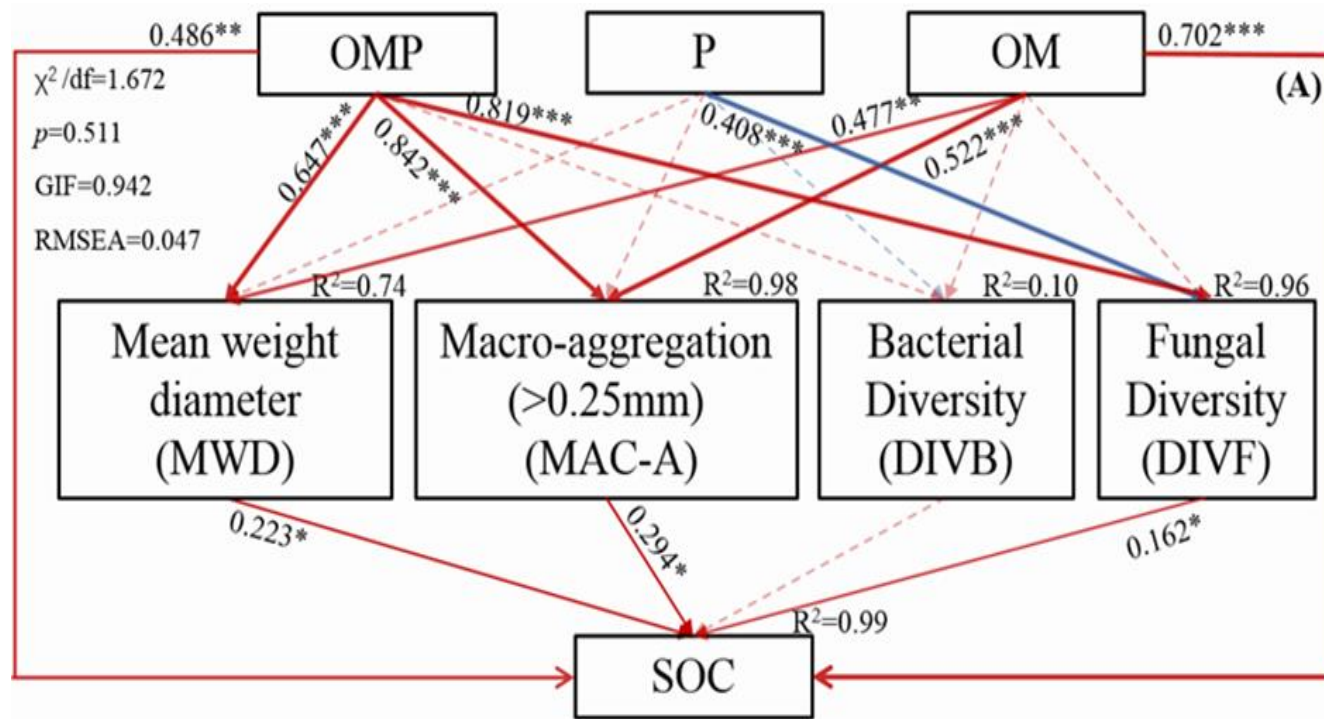 0.486**
OMP
P
OM
0.702***
(A)
χ²/df=1.672
p=0.511
GIF=0.942
RMSEA=0.047
0.647***
0.842***
0.819***
0.408***
0.477**
0.522***
R²=0.74
R²=0.98
R²=0.10
R²=0.96
Mean weight
diameter
(MWD)
Macro-aggregation
(>0.25mm)
(MAC-A)
Bacterial
Diversity
(DIVB)
Fungal
Diversity
(DIVF)
0.223*
0.294*
0.162*
R²=0.99
SOC